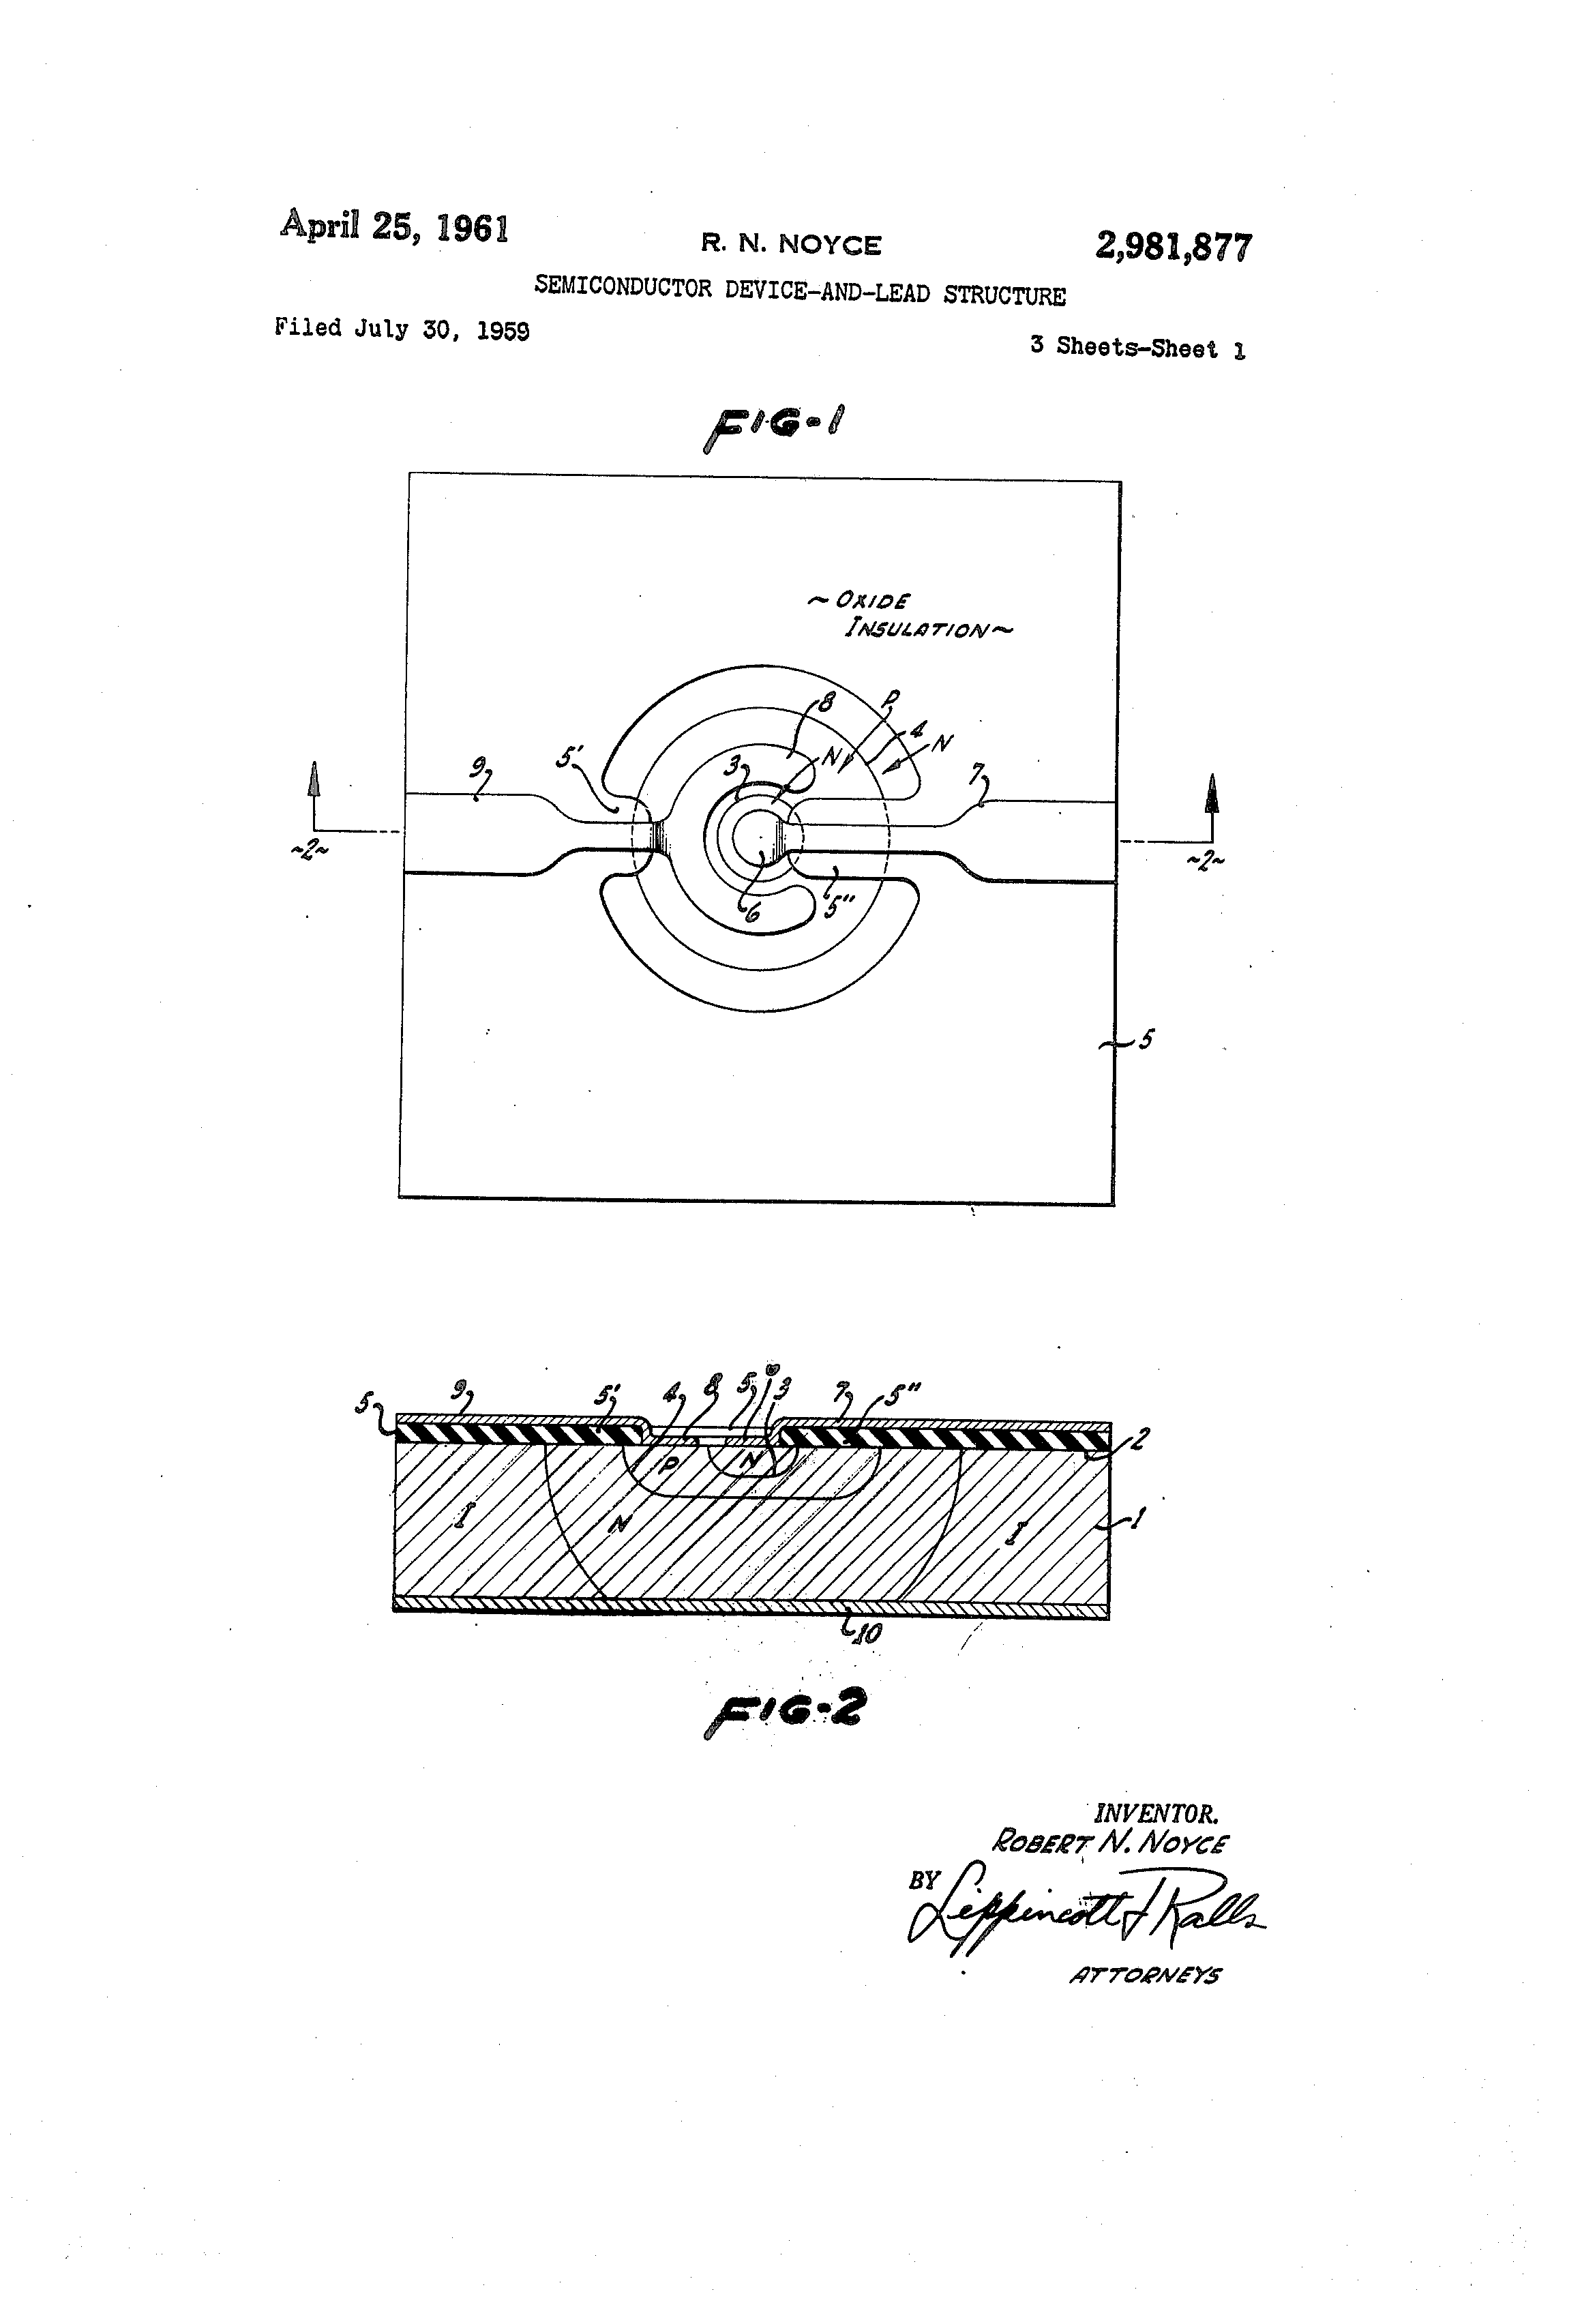 April 25, 1961
R. N. NOYCE
2,981,877
SEMICONDUCTOR DEVICE-AND-LEAD STRUCTURE
Filed July 30, 1959
3 Sheets-Sheet 1
FIG-1
~OXIDE
INSULATION~
8
P
4
N
N
3
5'
9
7
~2~
~2~
6
5"
5
5
9
5'
4
8
5
3
7
5"
2
P
N
I
N
I
1
10
FIG-2
INVENTOR.
ROBERT N. NOYCE
BY
Lippincott & Ralls
ATTORNEYS